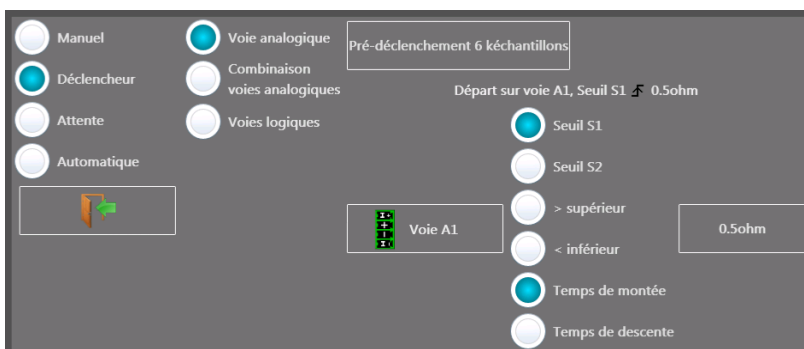 Manuel
Déclencheur
Attente
Automatique
Voie analogique
Combinaison
voies analogiques
Voies logiques
Pré-déclenchement 6 kéchantillons
Départ sur voie A1, Seuil S1 0.5ohm
Seuil S1
Seuil S2
> supérieur
< inférieur
Temps de montée
Temps de descente
Voie A1
0.5ohm